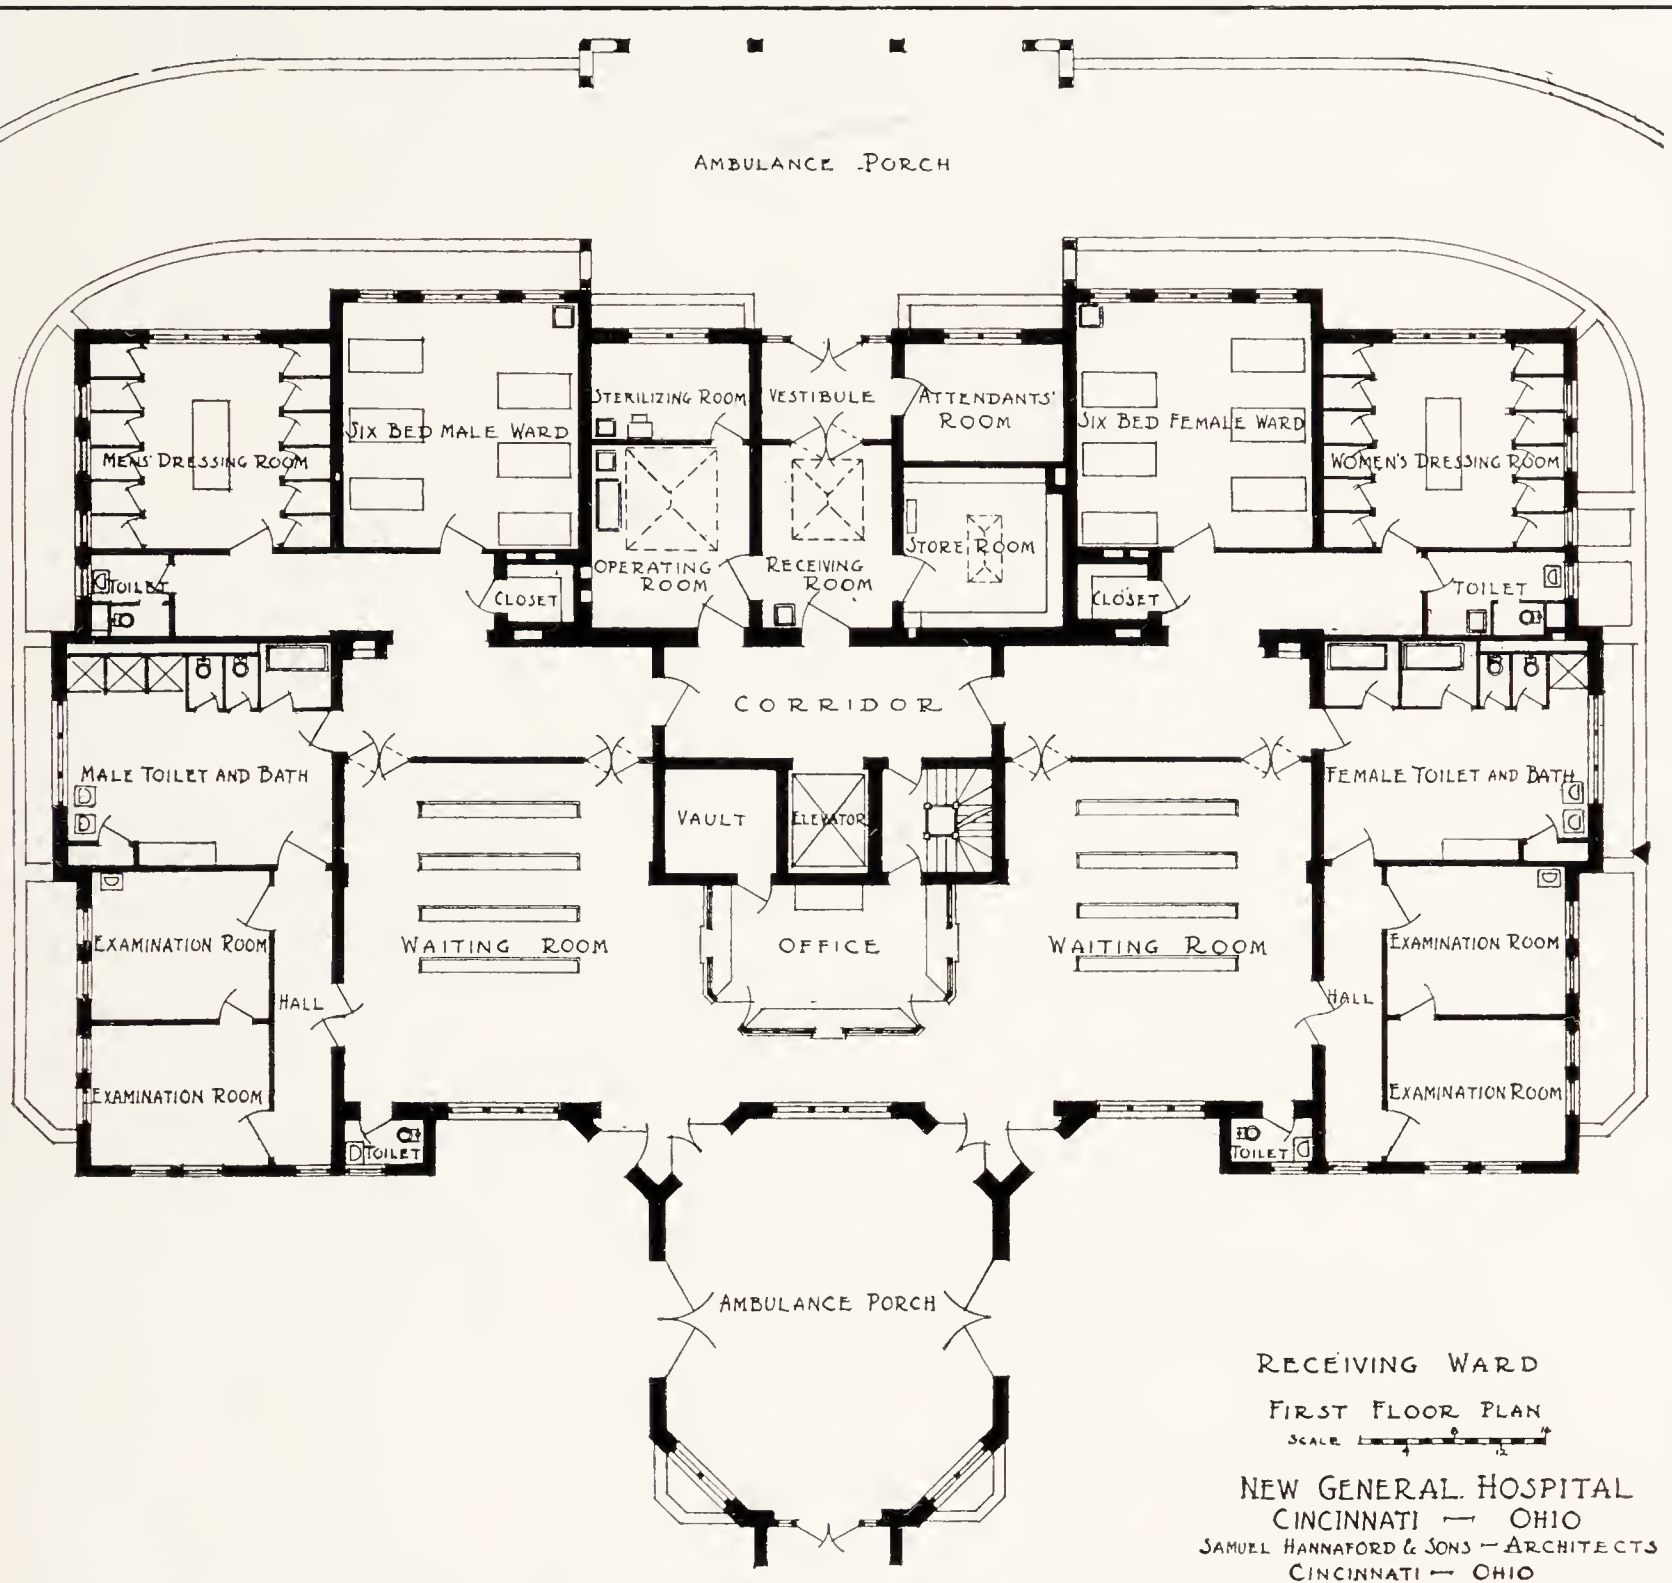 AMBULANCE PORCH
STERILIZING ROOM
VESTIBULE
ATTENDANTS'
ROOM
SIX BED MALE WARD
SIX BED FEMALE WARD
MENS' DRESSING ROOM
WOMEN'S DRESSING ROOM
STORE ROOM
OPERATING
ROOM
RECEIVING
ROOM
TOILET
CLOSET
CLOSET
TOILET
CORRIDOR
MALE TOILET AND BATH
FEMALE TOILET AND BATH
VAULT
ELEVATOR
EXAMINATION ROOM
WAITING ROOM
OFFICE
WAITING ROOM
EXAMINATION ROOM
HALL
HALL
EXAMINATION ROOM
EXAMINATION ROOM
TOILET
TOILET
AMBULANCE PORCH
RECEIVING WARD
FIRST FLOOR PLAN
SCALE 4 8 12 16
NEW GENERAL HOSPITAL
CINCINNATI — OHIO
SAMUEL HANNAFORD & SONS — ARCHITECTS
CINCINNATI — OHIO